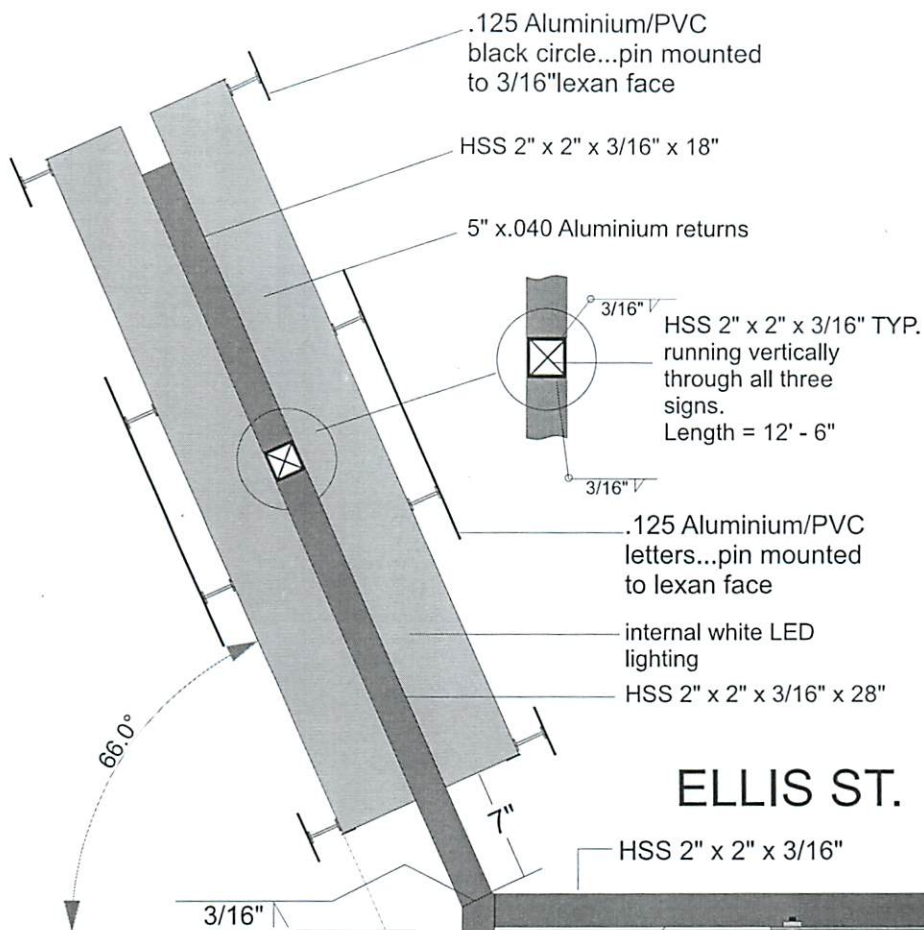 .125 Aluminium/PVC
black circle...pin mounted
to 3/16"lexan face
HSS 2" x 2" x 3/16" x 18"
5" x.040 Aluminium returns
3/16"
HSS 2" x 2" x 3/16" TYP.
running vertically
through all three
signs.
Length = 12' - 6"
3/16"
.125 Aluminium/PVC
letters...pin mounted
to lexan face
internal white LED
lighting
HSS 2" x 2" x 3/16" x 28"
66.0°
ELLIS ST.
7"
HSS 2" x 2" x 3/16"
3/16"